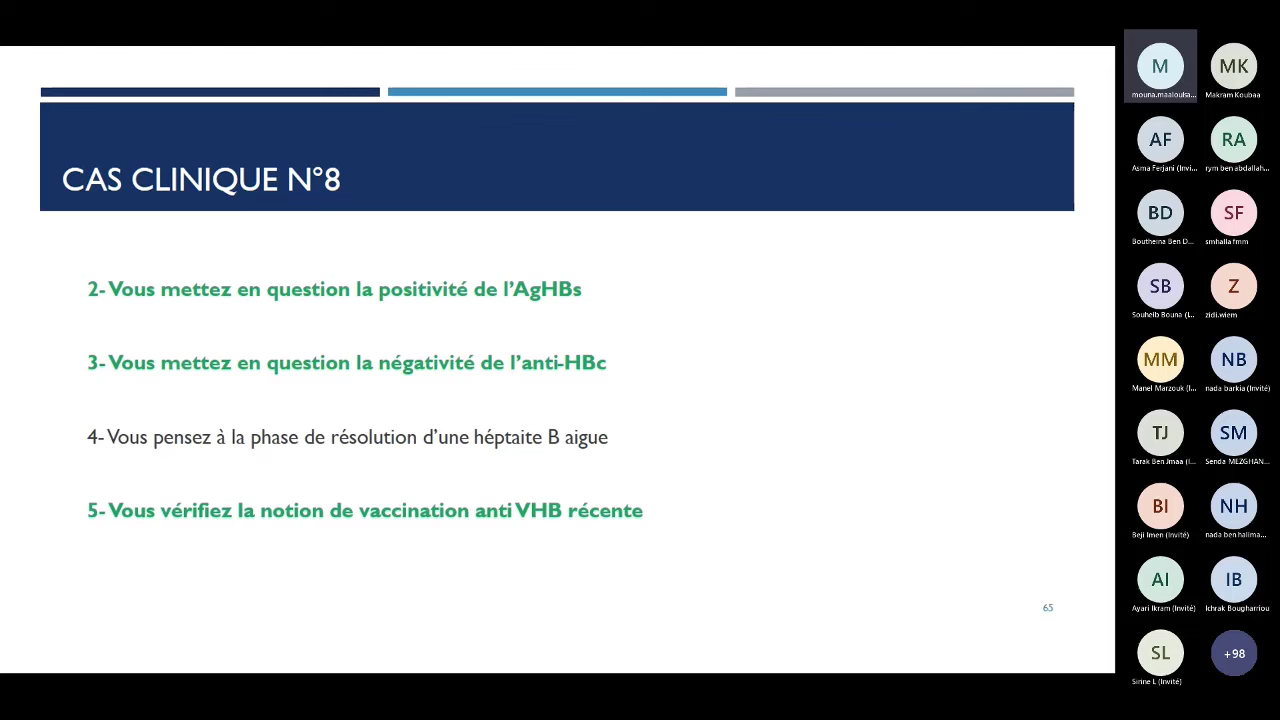 CAS CLINIQUE N°8
2- Vous mettez en question la positivité de l'AgHBs
3- Vous mettez en question la négativité de l'anti-HBc
4- Vous pensez à la phase de résolution d'une héptaite B aigue
5- Vous vérifiez la notion de vaccination anti VHB récente
65
M
mouna.maaloulsa...
MK
Makram Koubaa
AF
Asma Ferjani (Invi...
RA
rym ben abdallah...
BD
Boutheina Ben D...
SF
smhalla fmm
SB
Souheib Bouna (I...
Z
zidi.wiem
MM
Manel Marzouk (I...
NB
nada barkia (Invité)
TJ
Tarak Ben Jmaa (I...
SM
Senda MEZGHAN...
BI
Beji Imen (Invité)
NH
nada ben halima...
AI
Ayari Ikram (Invité)
IB
Ichrak Bougharriou
SL
Sirine L (Invité)
+98